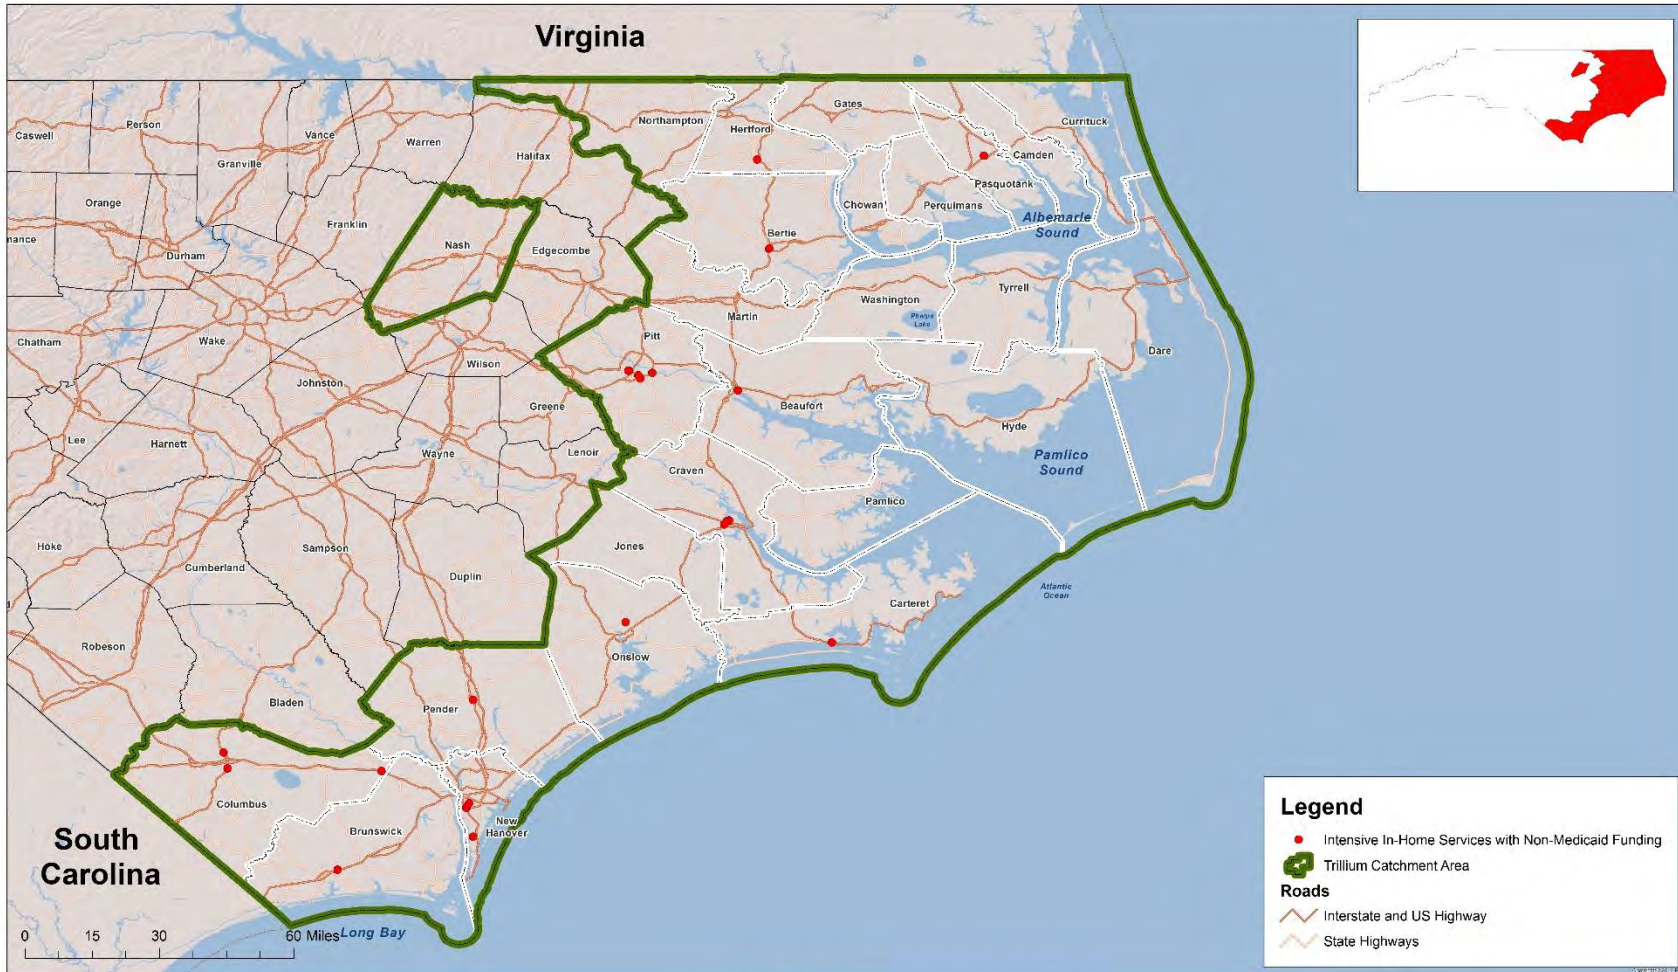 Virginia
Gates
Northampton
Hertford
Currituck
Person
Vance
Caswell
Warren
Camden
Halifax
Granville
Pasquotank
Orange
Chowan
Perquimans
Franklin
Albemarle
Sound
Bertie
nance
Nash
Edgecombe
Durham
Tyrrell
Washington
Martin
Phelps
Lake
Pitt
Chatham
Wake
Dare
Wilson
Johnston
Greene
Beaufort
Hyde
Lee
Harnett
Wayne
Lenoir
Pamlico
Sound
Craven
Pamlico
Hoke
Sampson
Jones
Cumberland
Duplin
Atlantic
Ocean
Carteret
Robeson
Onslow
Bladen
Pender
Columbus
New
Hanover
Brunswick
South
Carolina
0 15 30 60 Miles
Long Bay
Legend
Intensive In-Home Services with Non-Medicaid Funding
Trillium Catchment Area
Roads
Interstate and US Highway
State Highways